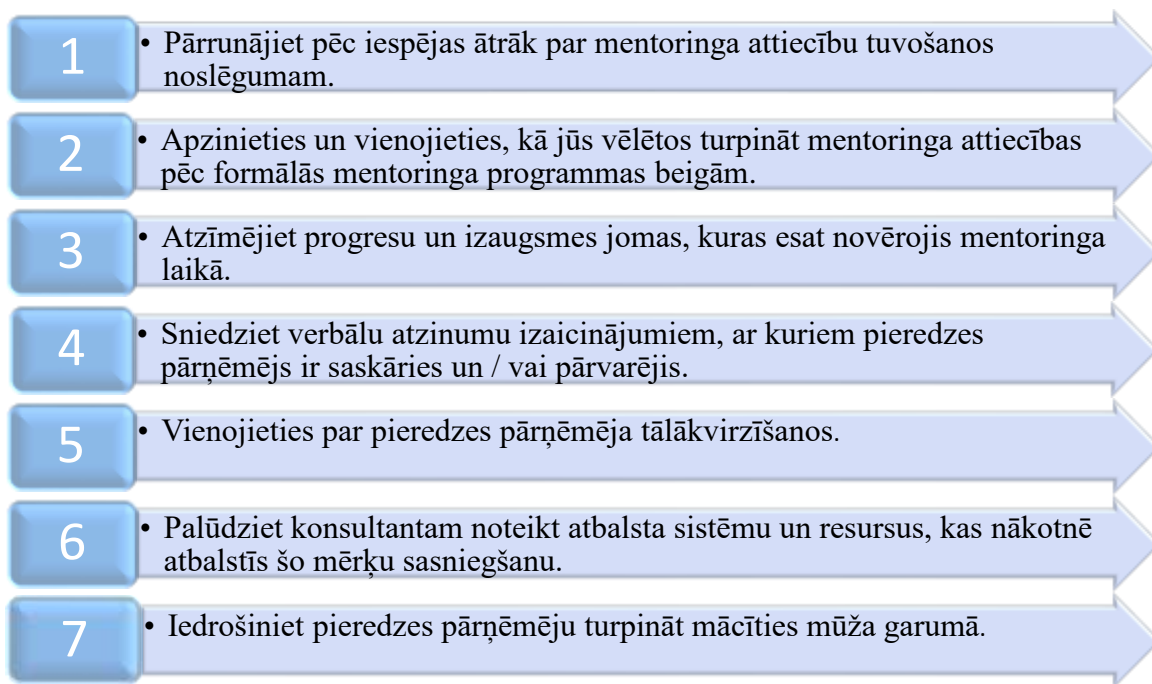 1
• Pārrunājiet pēc iespējas ātrāk par mentoringa attiecību tuvošanos
noslēgumam.
2
• Apzinieties un vienojieties, kā jūs vēlētos turpināt mentoringa attiecības
pēc formālās mentoringa programmas beigām.
3
• Atzīmējiet progresu un izaugsmes jomas, kuras esat novērojis mentoringa
laikā.
4
• Sniedziet verbālu atzinumu izaicinājumiem, ar kuriem pieredzes
pārņēmējs ir saskāries un / vai pārvarējis.
5
• Vienojieties par pieredzes pārņēmēja tālākvirzīšanos.
6
• Palūdziet konsultantam noteikt atbalsta sistēmu un resursus, kas nākotnē
atbalstīs šo mērķu sasniegšanu.
7
• Iedrošiniet pieredzes pārņēmēju turpināt mācīties mūža garumā.